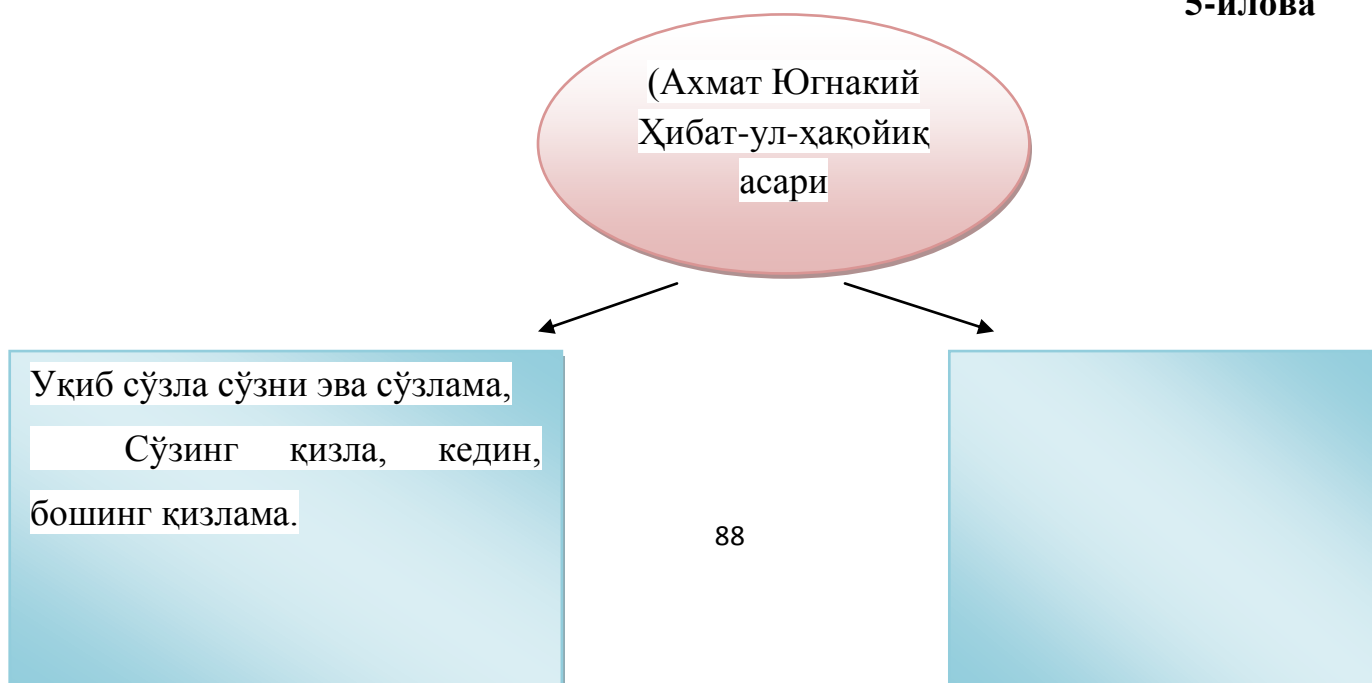 5-илова
(Ахмат Югнакий
Ҳибат-ул-ҳақойиқ
асари
Уқиб сўзла сўзни эва сўзлама,
Сўзинг қизла, кедин,
бошинг қизлама.
88